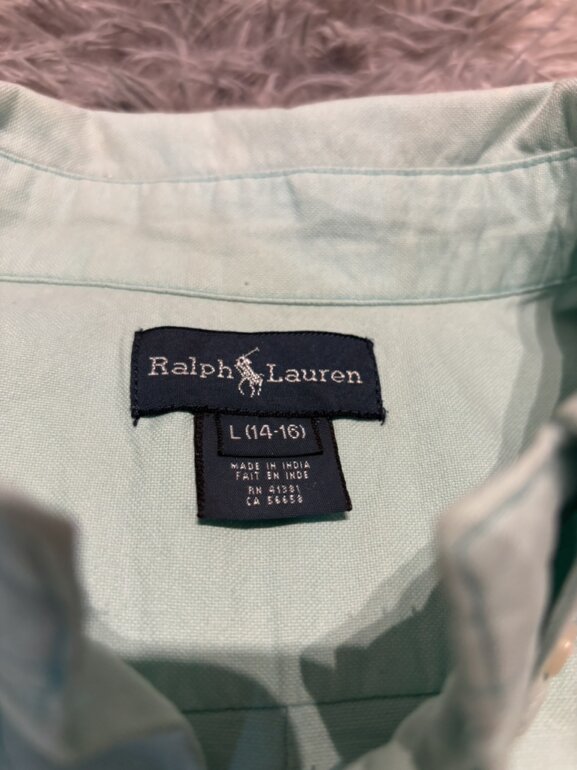 Ralph Lauren
L (14-16)
MADE IN INDIA
FAIT EN INDE
RN 41381
CA 56658